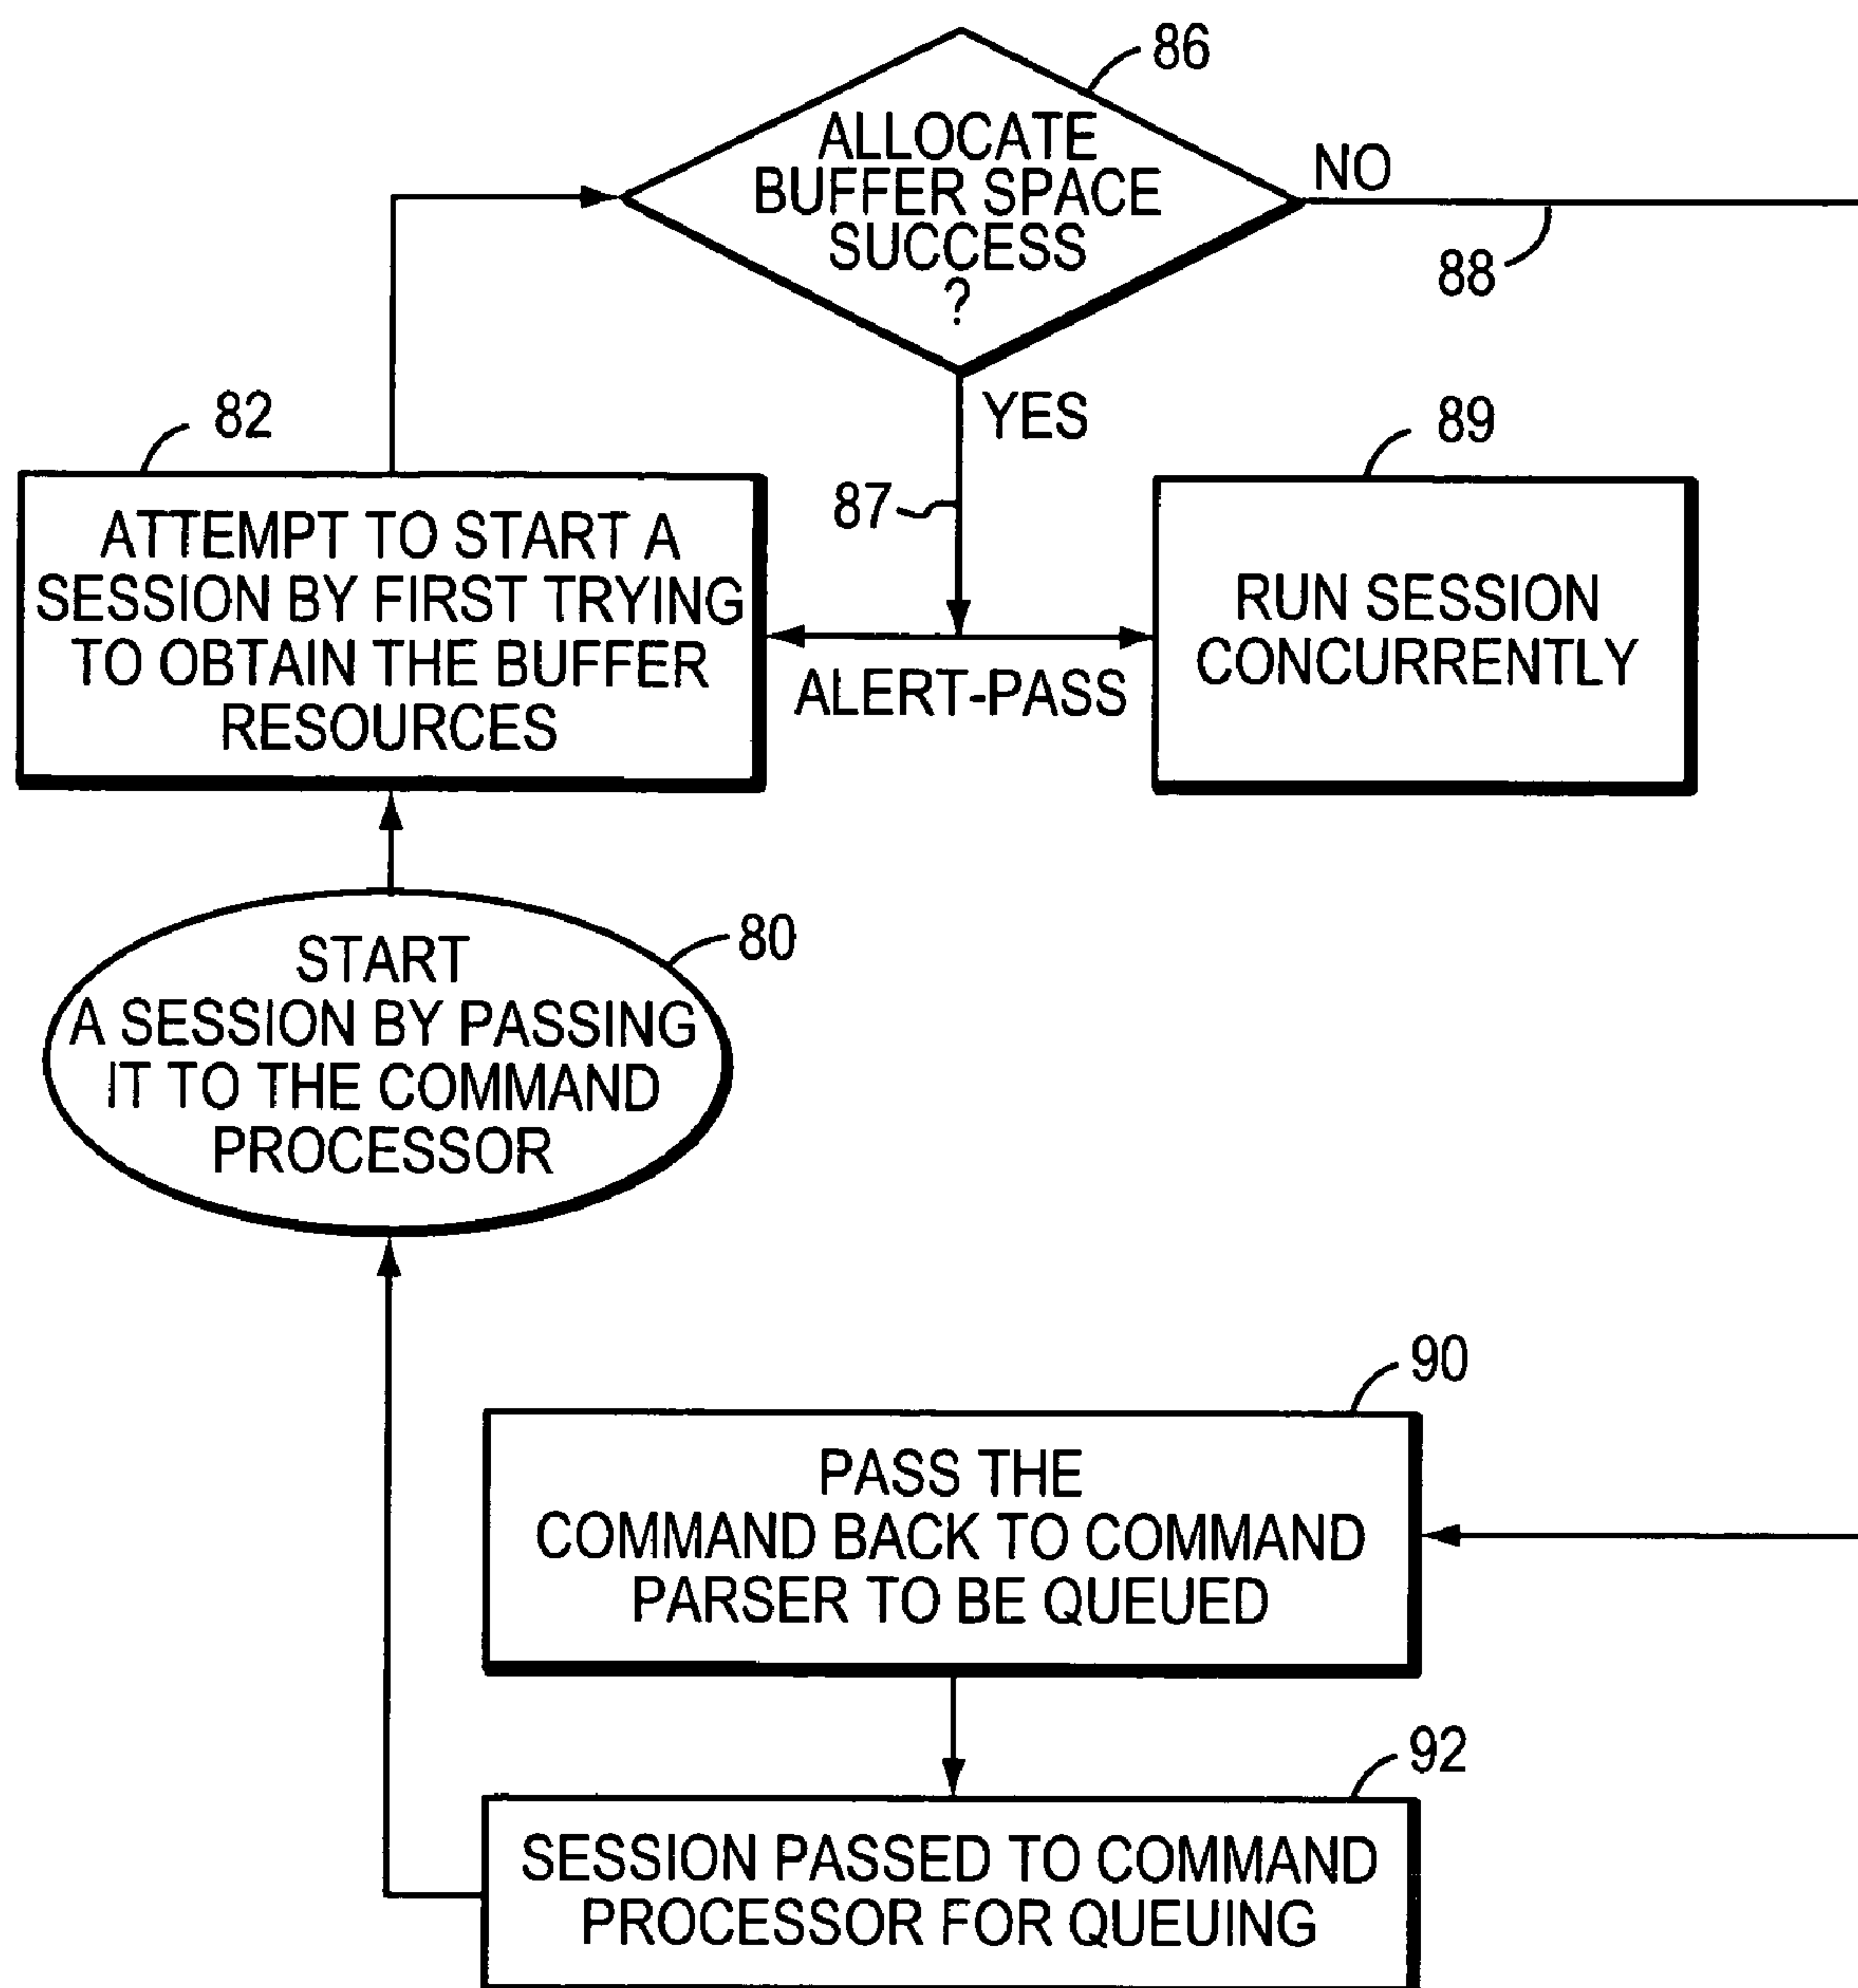 86
ALLOCATE
BUFFER SPACE
SUCCESS
?
NO
88
YES
87
82
ATTEMPT TO START A
SESSION BY FIRST TRYING
TO OBTAIN THE BUFFER
RESOURCES
ALERT-PASS
89
RUN SESSION
CONCURRENTLY
80
START
A SESSION BY PASSING
IT TO THE COMMAND
PROCESSOR
90
PASS THE
COMMAND BACK TO COMMAND
PARSER TO BE QUEUED
92
SESSION PASSED TO COMMAND
PROCESSOR FOR QUEUING